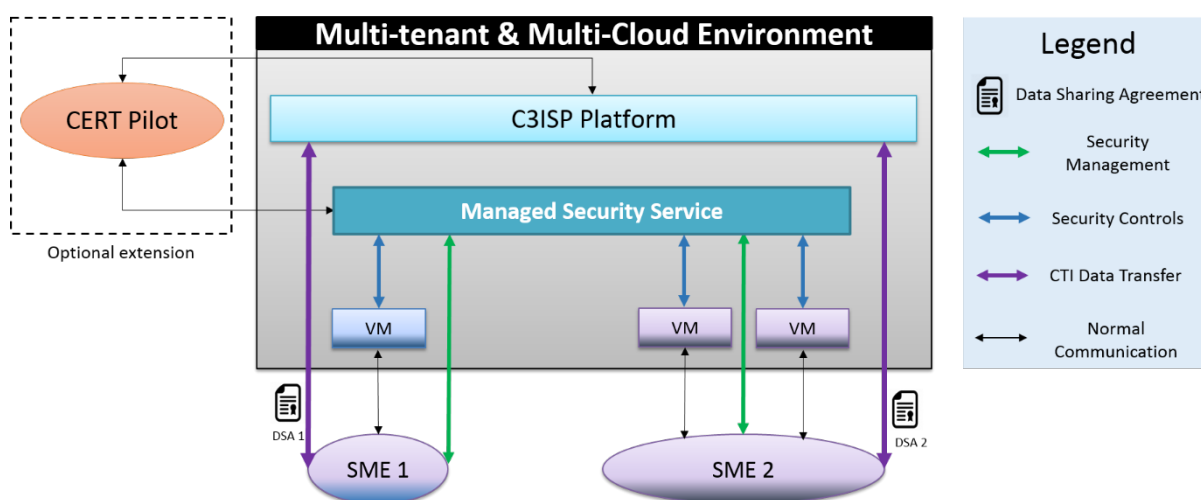 Multi-tenant & Multi-Cloud Environment
CERT Pilot
Optional extension
C3ISP Platform
Managed Security Service
VM
VM
VM
DSA 1
DSA 2
SME 1
SME 2
Legend
Data Sharing Agreement
Security
Management
Security Controls
CTI Data Transfer
Normal
Communication